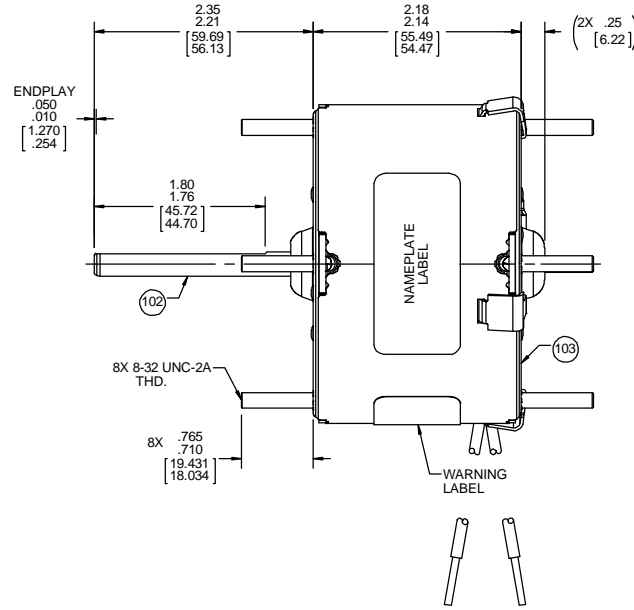 2.35
2.21
[59.69
56.13]
2.18
2.14
[55.49
54.47]
(2X .25
[6.22])
ENDPLAY
.050
.010
[1.270
.254]
1.80
1.76
[45.72
44.70]
NAMEPLATE
LABEL
102
103
8X 8-32 UNC-2A
THD.
8X .765
.710
[19.431
18.034]
WARNING
LABEL